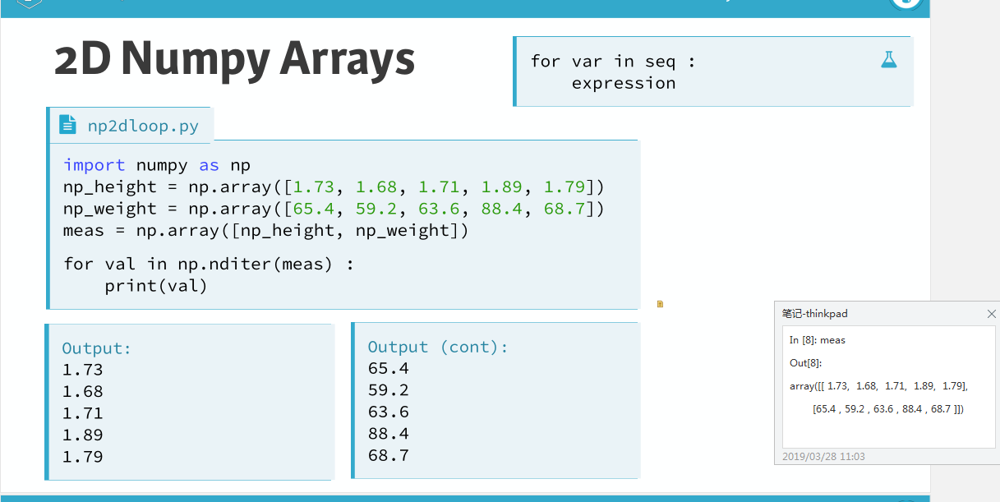 2D Numpy Arrays
for var in seq :
    expression
np2dloop.py
import numpy as np
np_height = np.array([1.73, 1.68, 1.71, 1.89, 1.79])
np_weight = np.array([65.4, 59.2, 63.6, 88.4, 68.7])
meas = np.array([np_height, np_weight])
for val in np.nditer(meas) :
    print(val)
Output:
1.73
1.68
1.71
1.89
1.79
Output (cont):
65.4
59.2
63.6
88.4
68.7
笔记-thinkpad
In [8]: meas
Out[8]:
array([[ 1.73,  1.68,  1.71,  1.89,  1.79],
       [65.4 , 59.2 , 63.6 , 88.4 , 68.7 ]])
2019/03/28 11:03